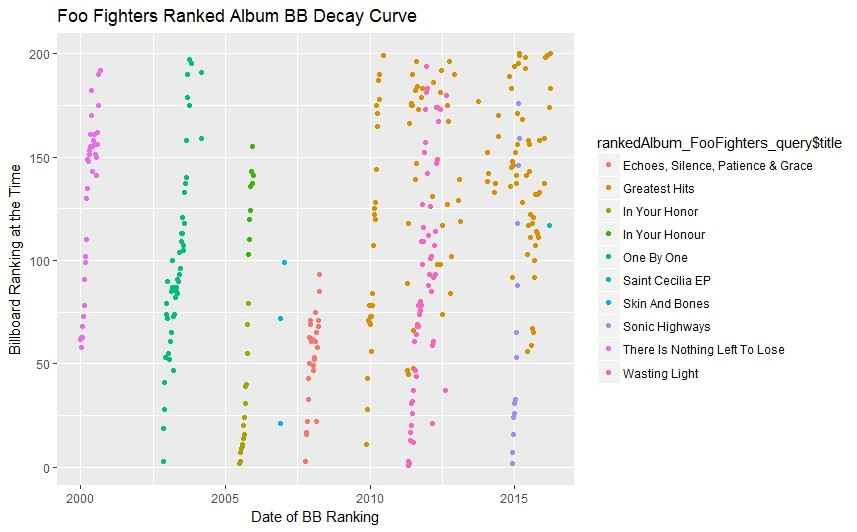 Foo Fighters Ranked Album BB Decay Curve
Billboard Ranking at the Time
200
150
100
50
0
2000
2005
2010
2015
Date of BB Ranking
rankedAlbum_FooFighters_query$title
Echoes, Silence, Patience & Grace
Greatest Hits
In Your Honor
In Your Honour
One By One
Saint Cecilia EP
Skin And Bones
Sonic Highways
There Is Nothing Left To Lose
Wasting Light